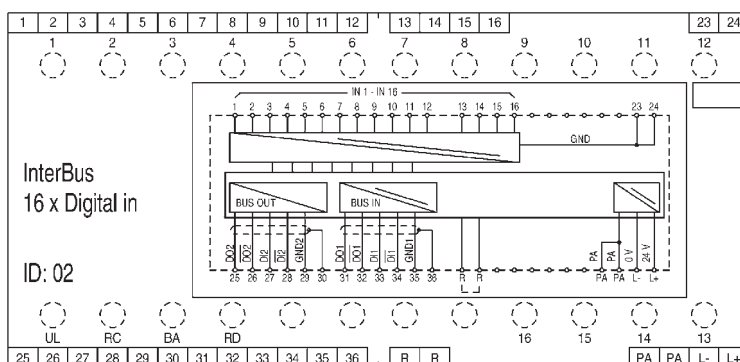 1 2 3 4 5 6 7 8 9 10 11 12 13 14 15 16 23 24
1 2 3 4 5 6 7 8 9 10 11 12
IN 1 - IN 16
1 2 3 4 5 6 7 8 9 10 11 12 13 14 15 16 23 24
GND
InterBus
16 x Digital in
BUS OUT BUS IN
DO2 DO2 DI2 DI2 GND2 DO1 DO1 DI1 DI1 GND1 PA PA 0 V 24 V
25 26 27 28 29 30 31 32 33 34 35 36 R R PA PA L- L+
ID: 02
UL RC BA RD 16 15 14 13
25 26 27 28 29 30 31 32 33 34 35 36 R R PA PA L- L+